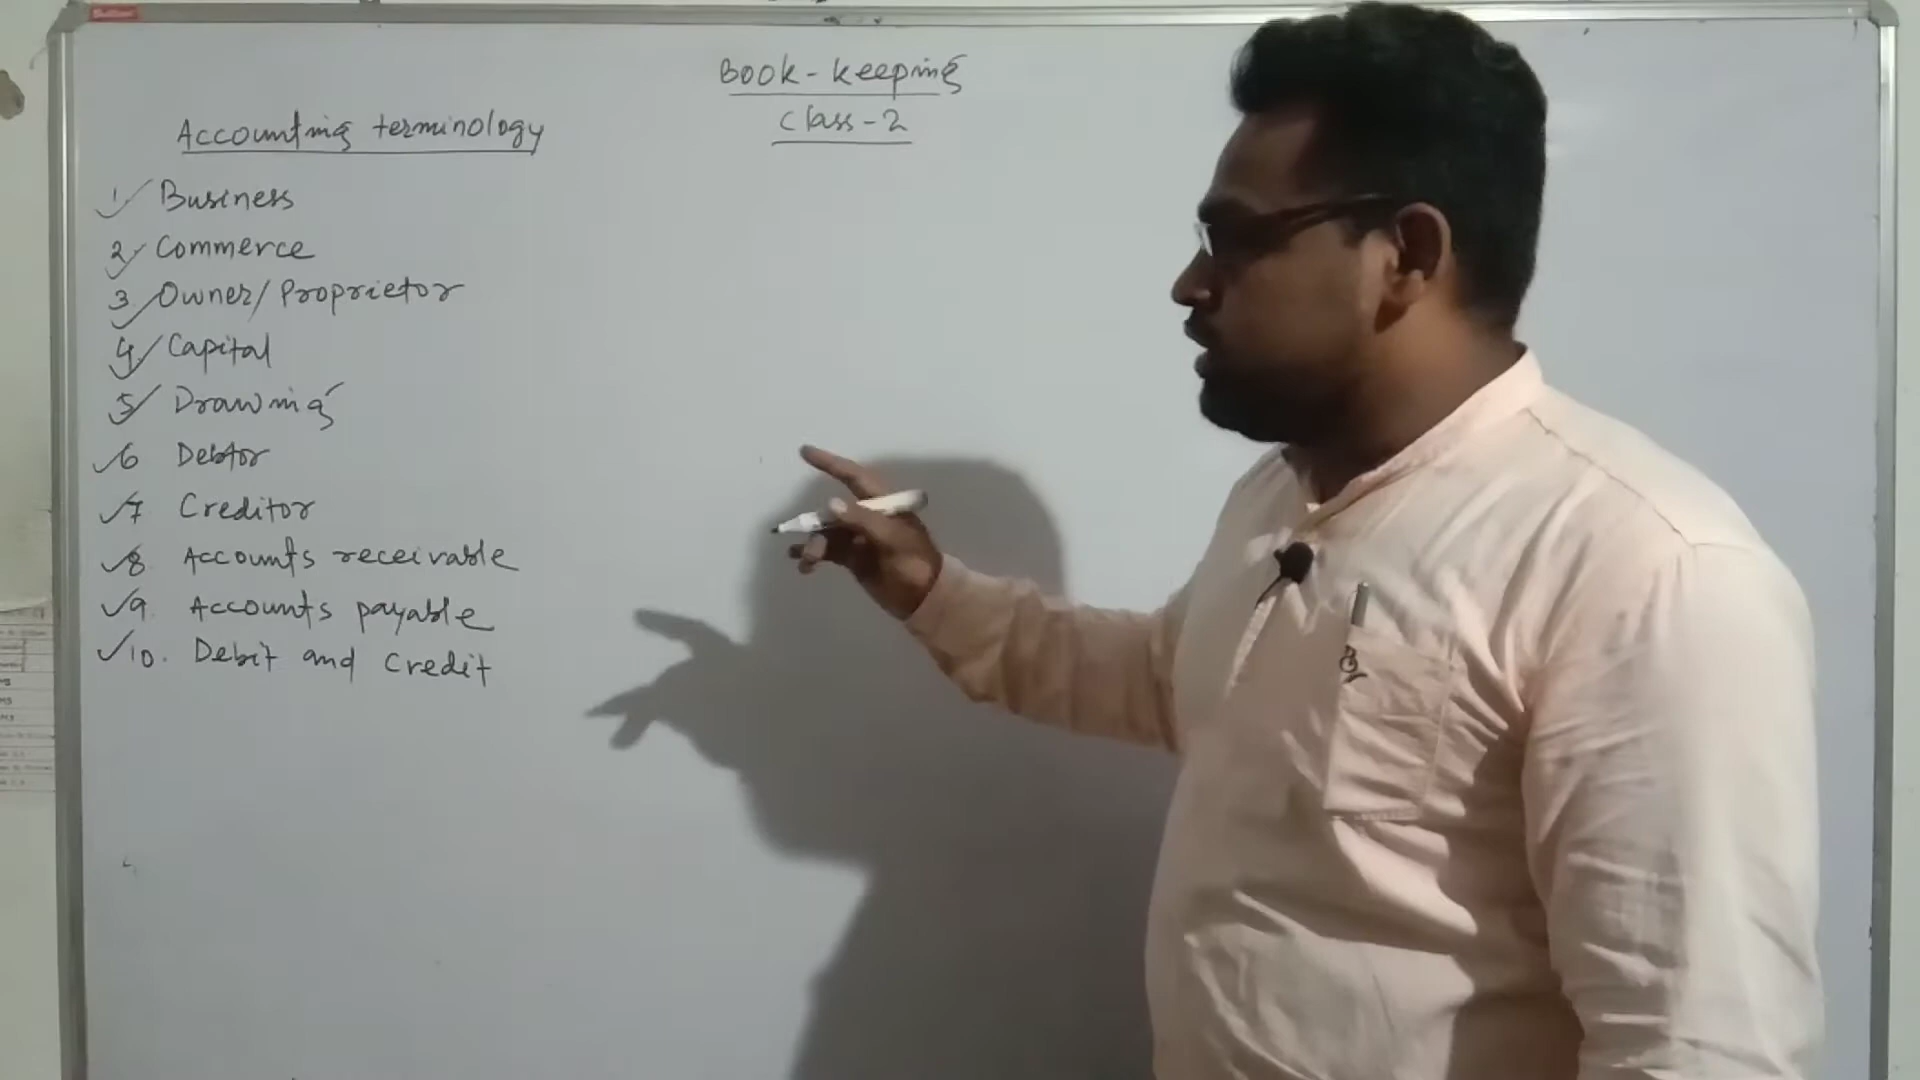 Book-keeping
Class-2
Accounting terminology
1 Business
2 Commerce
3 Owner/Proprietor
4 Capital
5 Drawing
6 Debtor
7 Creditor
8 Accounts receivable
9. Accounts payable
10. Debit and Credit